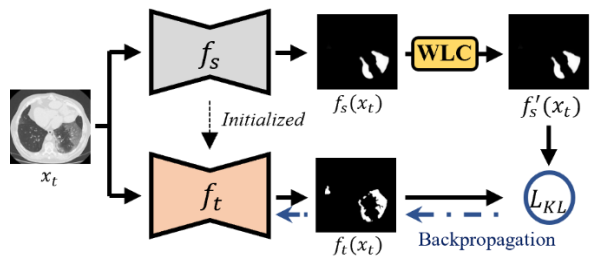 f_s
WLC
f_s(x_t)
f_s′(x_t)
Initialized
x_t
f_t
L_KL
f_t(x_t)
Backpropagation